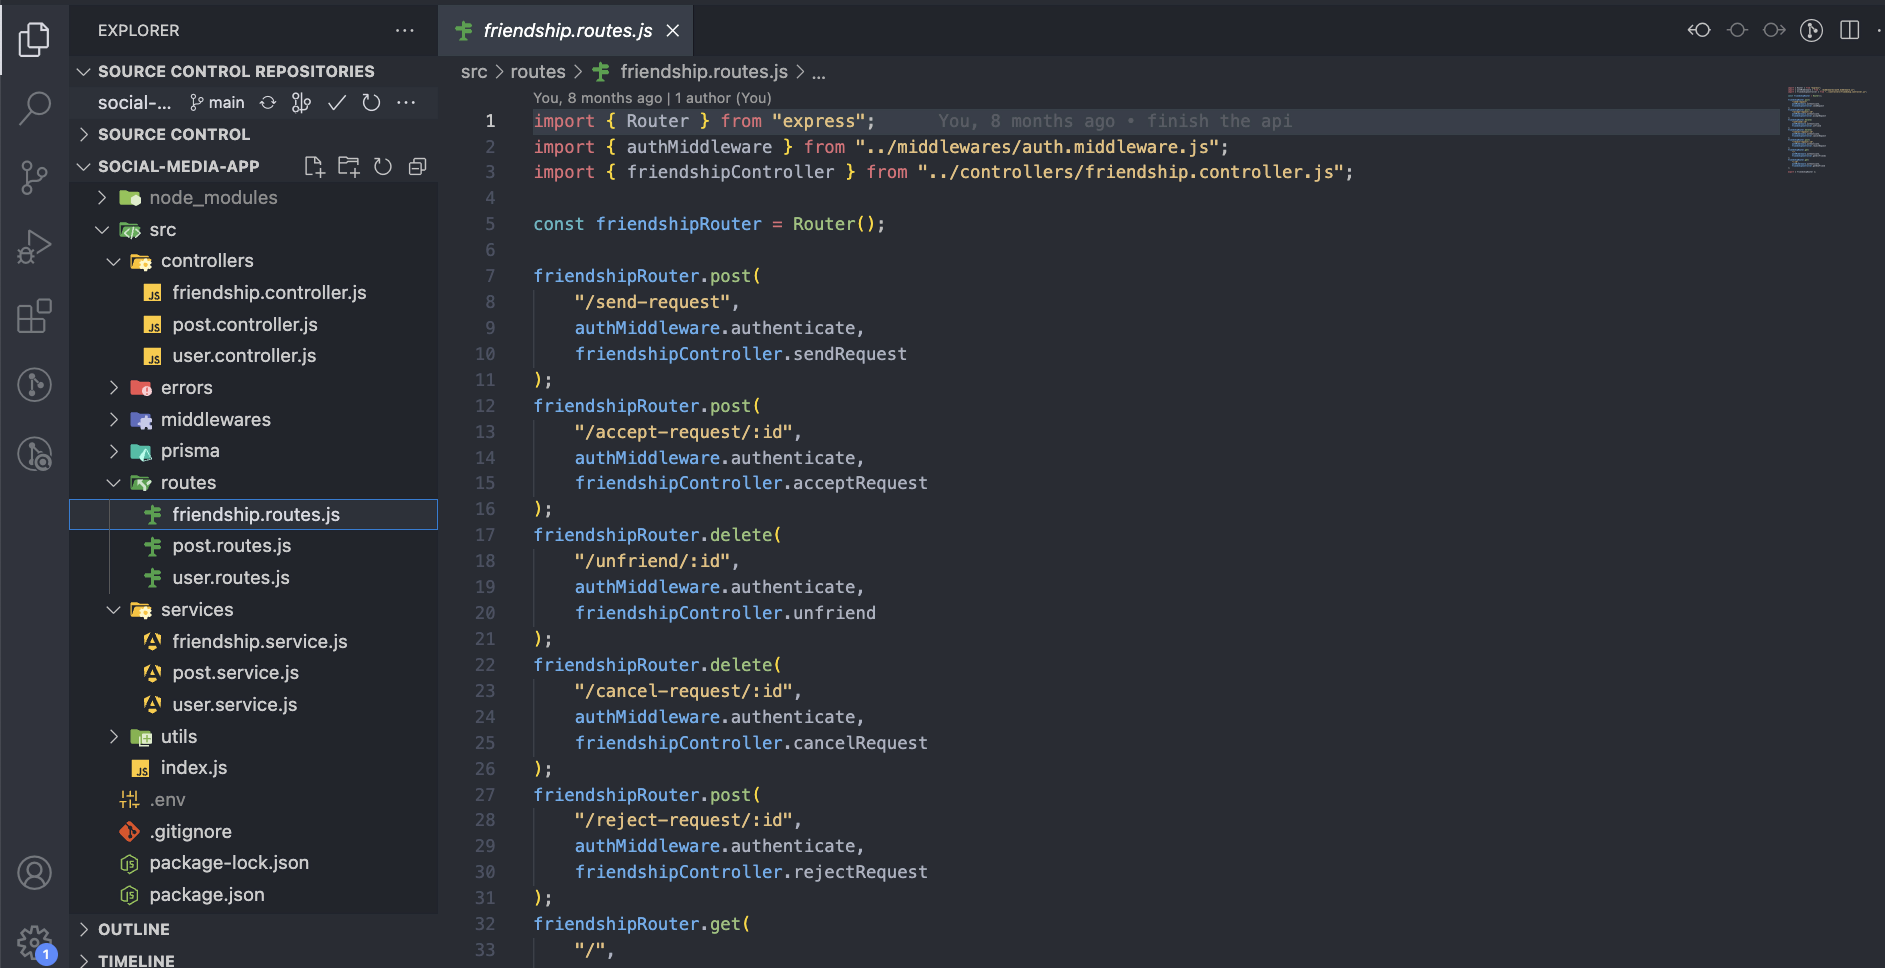 EXPLORER
SOURCE CONTROL REPOSITORIES
social-... main
SOURCE CONTROL
SOCIAL-MEDIA-APP
node_modules
src
controllers
friendship.controller.js
post.controller.js
user.controller.js
errors
middlewares
prisma
routes
friendship.routes.js
post.routes.js
user.routes.js
services
friendship.service.js
post.service.js
user.service.js
utils
index.js
.env
.gitignore
package-lock.json
package.json
OUTLINE
TIMELINE
1
friendship.routes.js
src > routes > friendship.routes.js > ...
You, 8 months ago | 1 author (You)
1 import { Router } from "express"; You, 8 months ago • finish the api
2 import { authMiddleware } from "../middlewares/auth.middleware.js";
3 import { friendshipController } from "../controllers/friendship.controller.js";
4
5 const friendshipRouter = Router();
6
7 friendshipRouter.post(
8 "/send-request",
9 authMiddleware.authenticate,
10 friendshipController.sendRequest
11 );
12 friendshipRouter.post(
13 "/accept-request/:id",
14 authMiddleware.authenticate,
15 friendshipController.acceptRequest
16 );
17 friendshipRouter.delete(
18 "/unfriend/:id",
19 authMiddleware.authenticate,
20 friendshipController.unfriend
21 );
22 friendshipRouter.delete(
23 "/cancel-request/:id",
24 authMiddleware.authenticate,
25 friendshipController.cancelRequest
26 );
27 friendshipRouter.post(
28 "/reject-request/:id",
29 authMiddleware.authenticate,
30 friendshipController.rejectRequest
31 );
32 friendshipRouter.get(
33 "/",